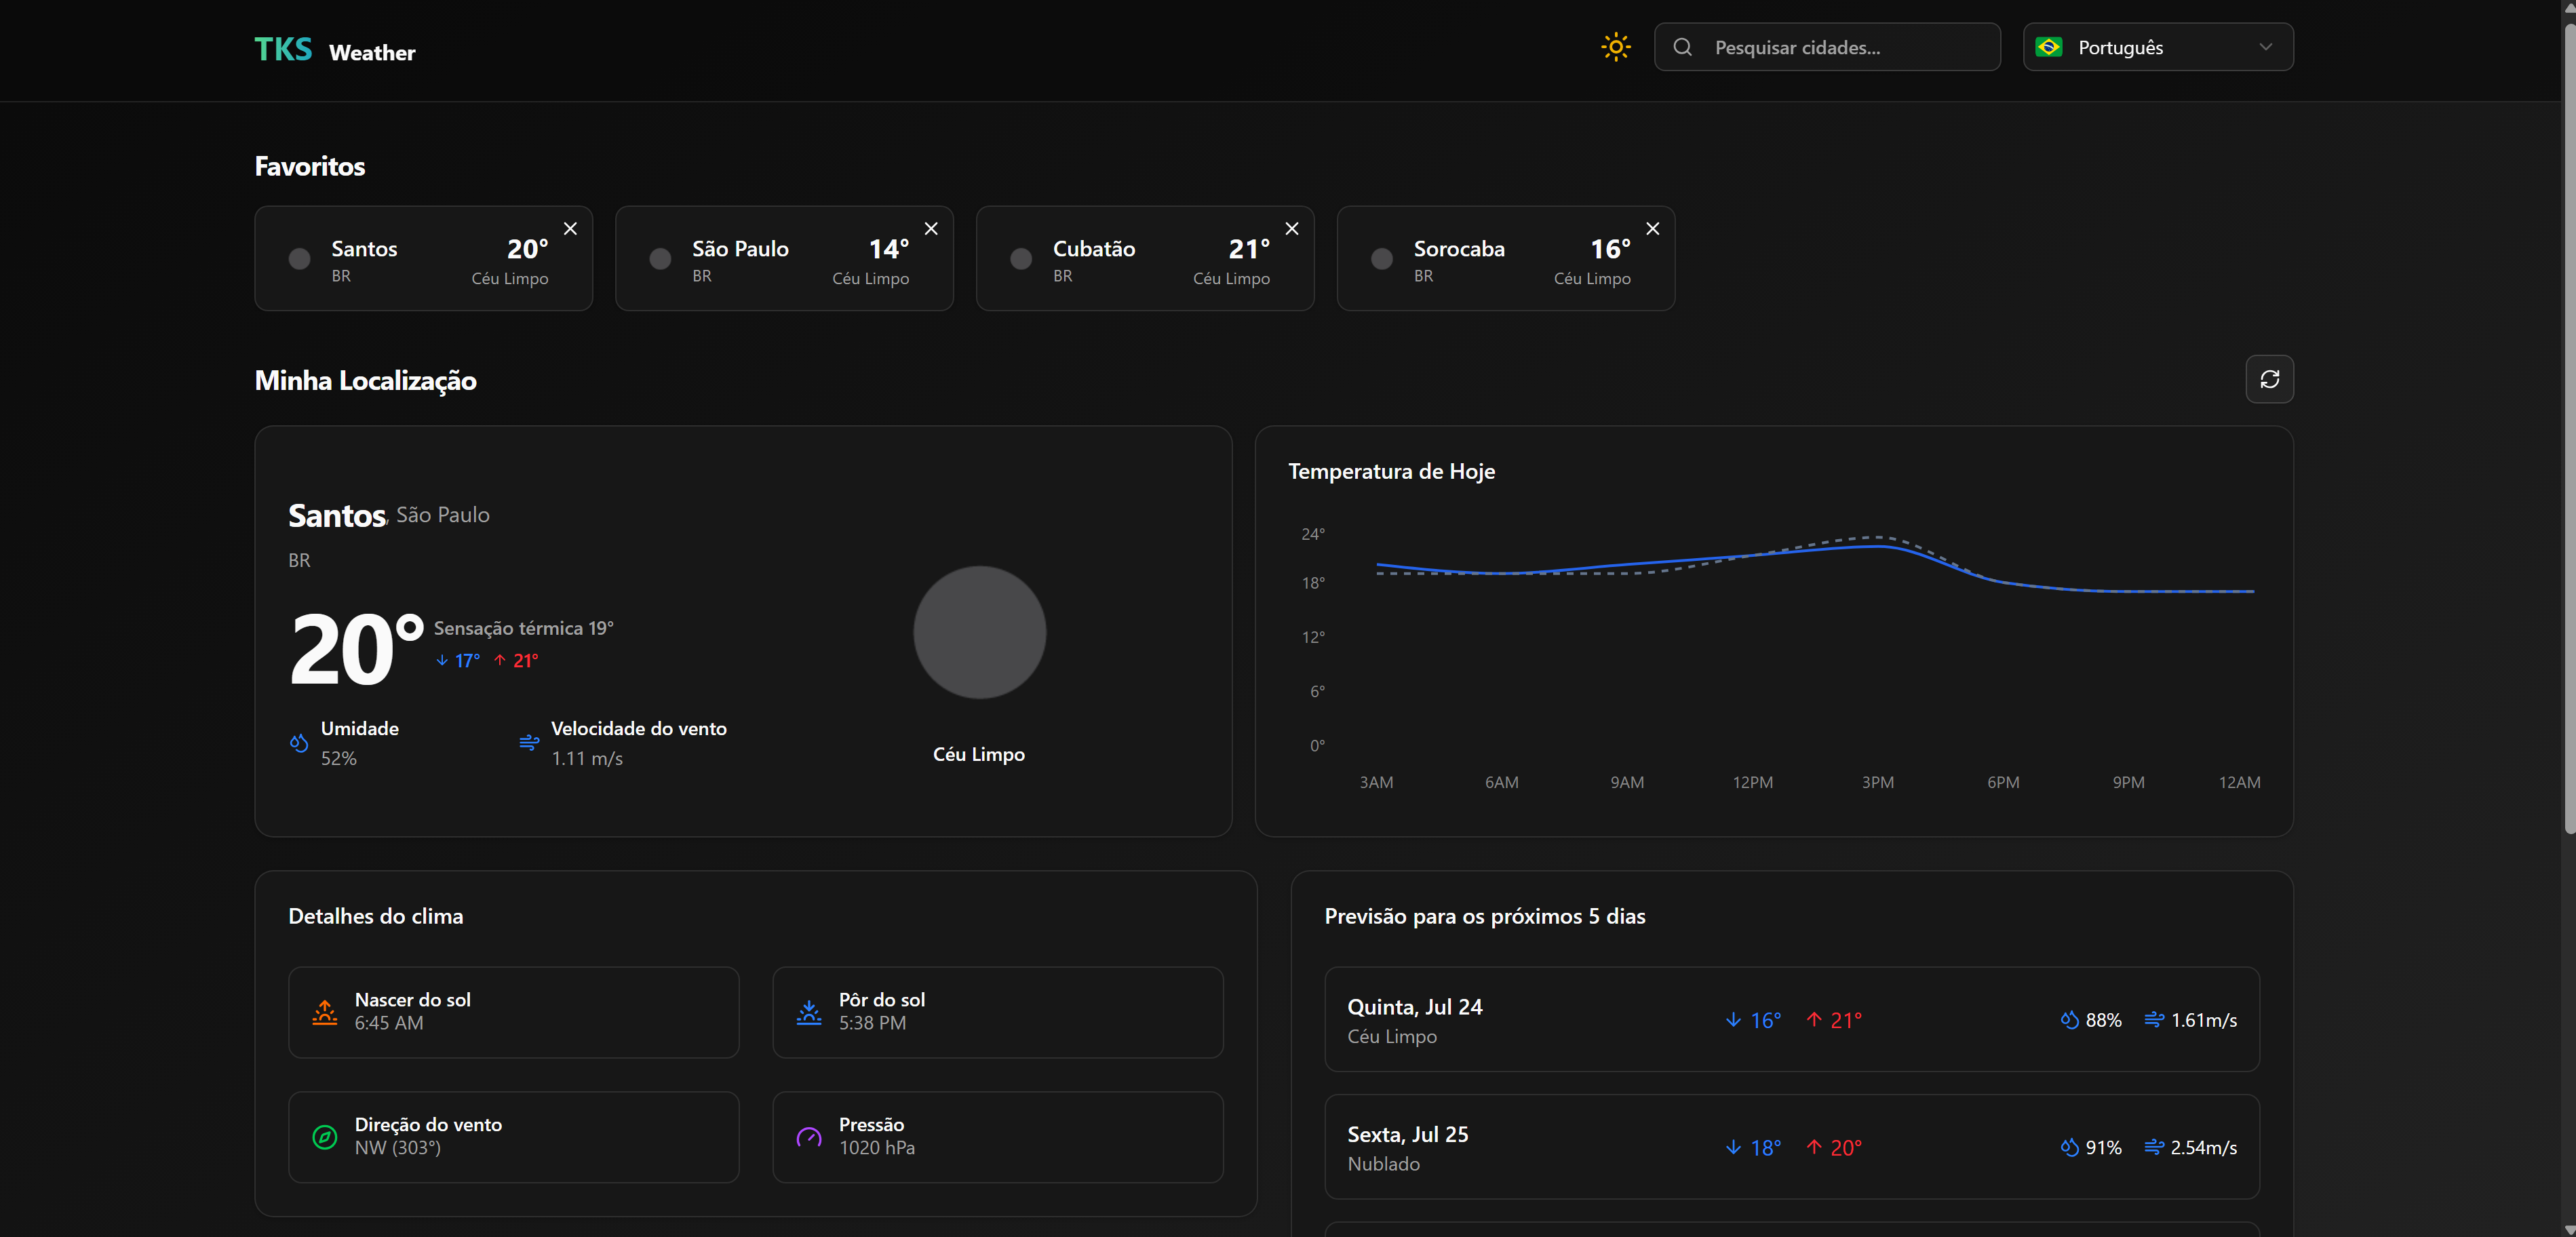 TKS Weather
Pesquisar cidades...
Português
Favoritos
Santos
BR
20°
Céu Limpo
São Paulo
BR
14°
Céu Limpo
Cubatão
BR
21°
Céu Limpo
Sorocaba
BR
16°
Céu Limpo
Minha Localização
Santos, São Paulo
BR
20°
Sensação térmica 19°
17° 21°
Umidade
52%
Velocidade do vento
1.11 m/s
Céu Limpo
Temperatura de Hoje
24°
18°
12°
6°
0°
3AM 6AM 9AM 12PM 3PM 6PM 9PM 12AM
Detalhes do clima
Nascer do sol
6:45 AM
Pôr do sol
5:38 PM
Direção do vento
NW (303°)
Pressão
1020 hPa
Previsão para os próximos 5 dias
Quinta, Jul 24
Céu Limpo
16° 21°
88% 1.61m/s
Sexta, Jul 25
Nublado
18° 20°
91% 2.54m/s